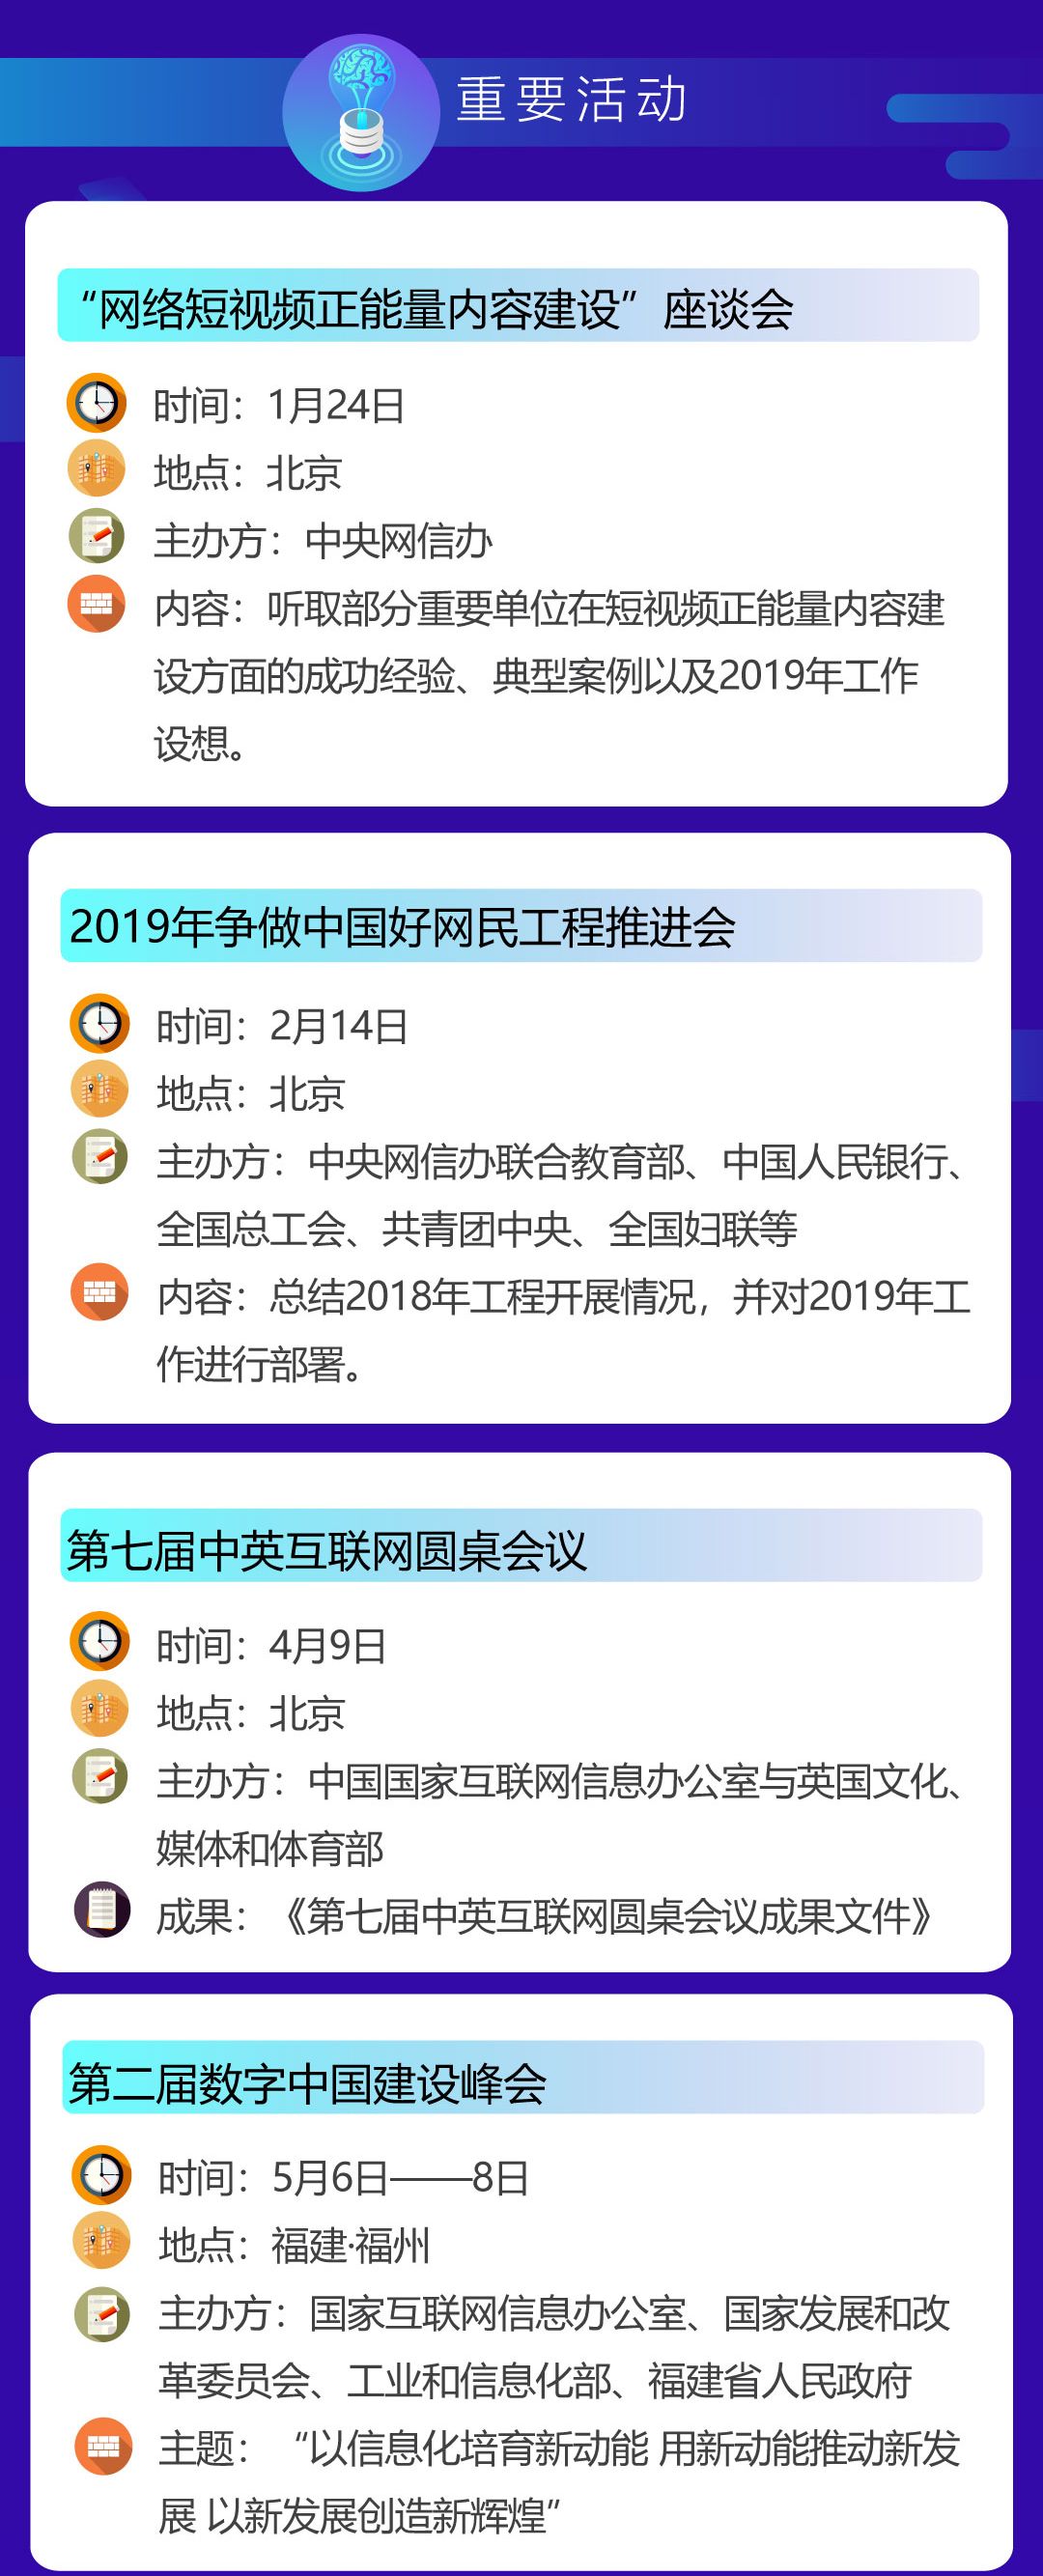 重要活动
“网络短视频正能量内容建设”座谈会
时间：1月24日
地点：北京
主办方：中央网信办
内容：听取部分重要单位在短视频正能量内容建
设方面的成功经验、典型案例以及2019年工作
设想。
2019年争做中国好网民工程推进会
时间：2月14日
地点：北京
主办方：中央网信办联合教育部、中国人民银行、
全国总工会、共青团中央、全国妇联等
内容：总结2018年工程开展情况，并对2019年工
作进行部署。
第七届中英互联网圆桌会议
时间：4月9日
地点：北京
主办方：中国国家互联网信息办公室与英国文化、
媒体和体育部
成果：《第七届中英互联网圆桌会议成果文件》
第二届数字中国建设峰会
时间：5月6日——8日
地点：福建·福州
主办方：国家互联网信息办公室、国家发展和改
革委员会、工业和信息化部、福建省人民政府
主题：“以信息化培育新动能 用新动能推动新发
展 以新发展创造新辉煌”